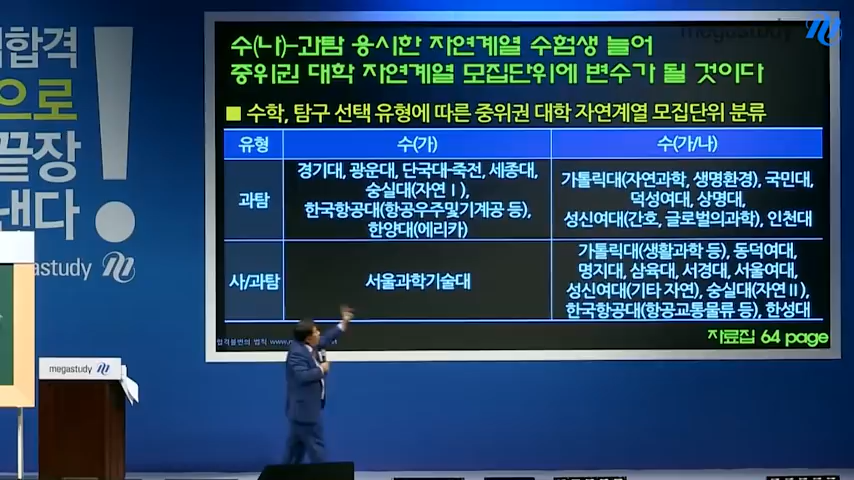 합격
으로
끝장
낸다
!
megastudy
megastudy
수(나)-과탐 응시한 자연계열 수험생 늘어
중위권 대학 자연계열 모집단위에 변수가 될 것이다
■ 수학, 탐구 선택 유형에 따른 중위권 대학 자연계열 모집단위 분류
유형 수(가) 수(가/나)
과탐
경기대, 광운대, 단국대-죽전, 세종대,
숭실대(자연Ⅰ),
한국항공대(항공우주및기계공 등),
한양대(에리카)
가톨릭대(자연과학, 생명환경), 국민대,
덕성여대, 상명대,
성신여대(간호, 글로벌의과학), 인천대
사/과탐
서울과학기술대
가톨릭대(생활과학 등), 동덕여대,
명지대, 삼육대, 서경대, 서울여대,
성신여대(기타 자연), 숭실대(자연Ⅱ),
한국항공대(항공교통물류 등), 한성대
합격불변의 법칙 www.
자료집 64 page
megastudy